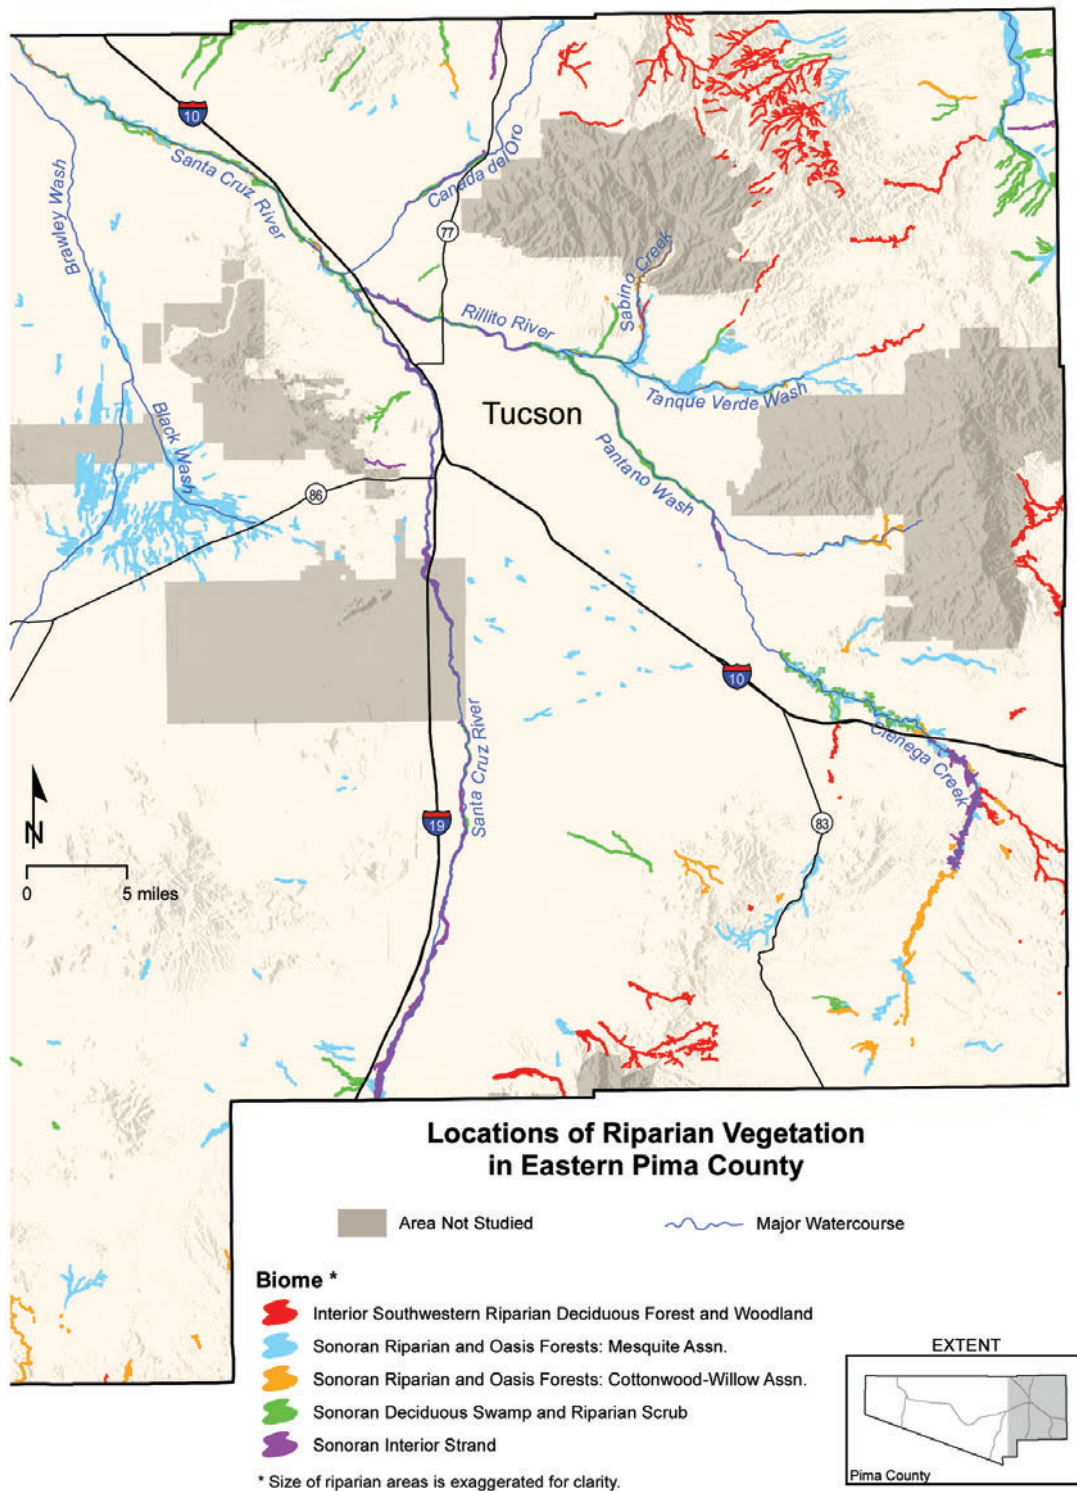 10
Santa Cruz River
Canada del Oro
Brawley Wash
77
Sabino Creek
Rillito River
Tanque Verde Wash
Tucson
Black Wash
Pantano Wash
86
10
Santa Cruz River
Cienega Creek
N
19
83
0 5 miles
Locations of Riparian Vegetation
in Eastern Pima County
Area Not Studied
Major Watercourse
Biome *
Interior Southwestern Riparian Deciduous Forest and Woodland
Sonoran Riparian and Oasis Forests: Mesquite Assn.
Sonoran Riparian and Oasis Forests: Cottonwood-Willow Assn.
Sonoran Deciduous Swamp and Riparian Scrub
Sonoran Interior Strand
* Size of riparian areas is exaggerated for clarity.
EXTENT
Pima County